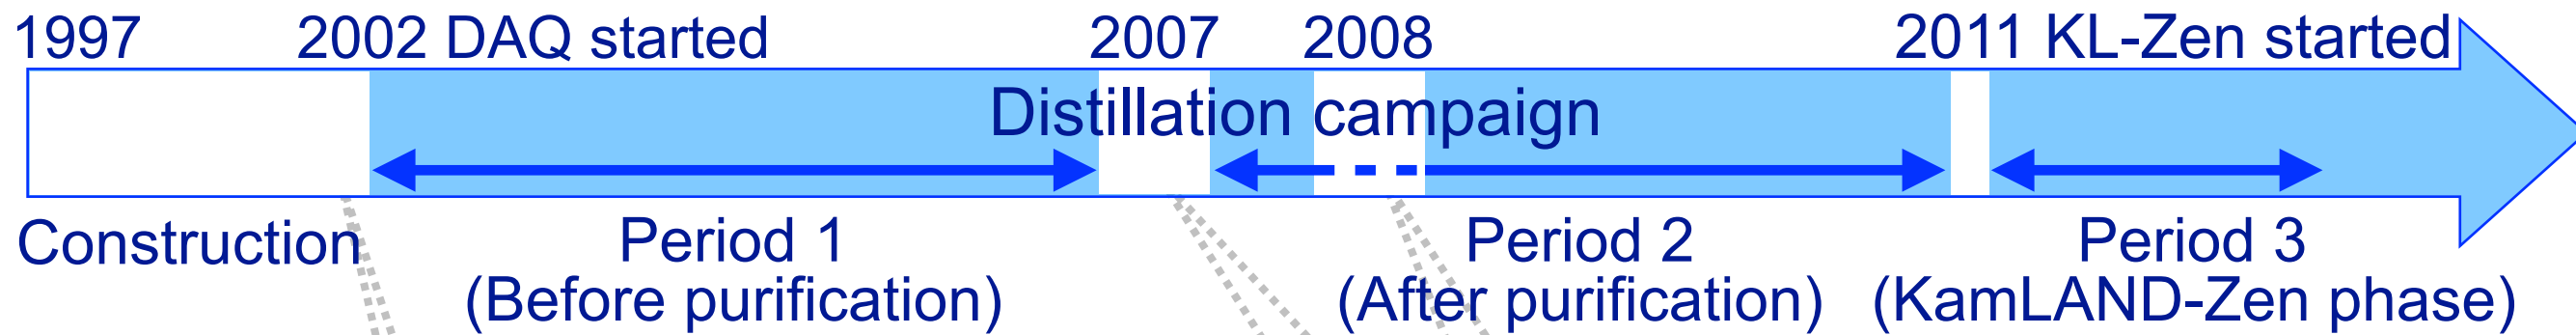 1997
2002 DAQ started
2007
2008
2011 KL-Zen started
Distillation campaign
Construction
Period 1
(Before purification)
Period 2
(After purification)
Period 3
(KamLAND-Zen phase)